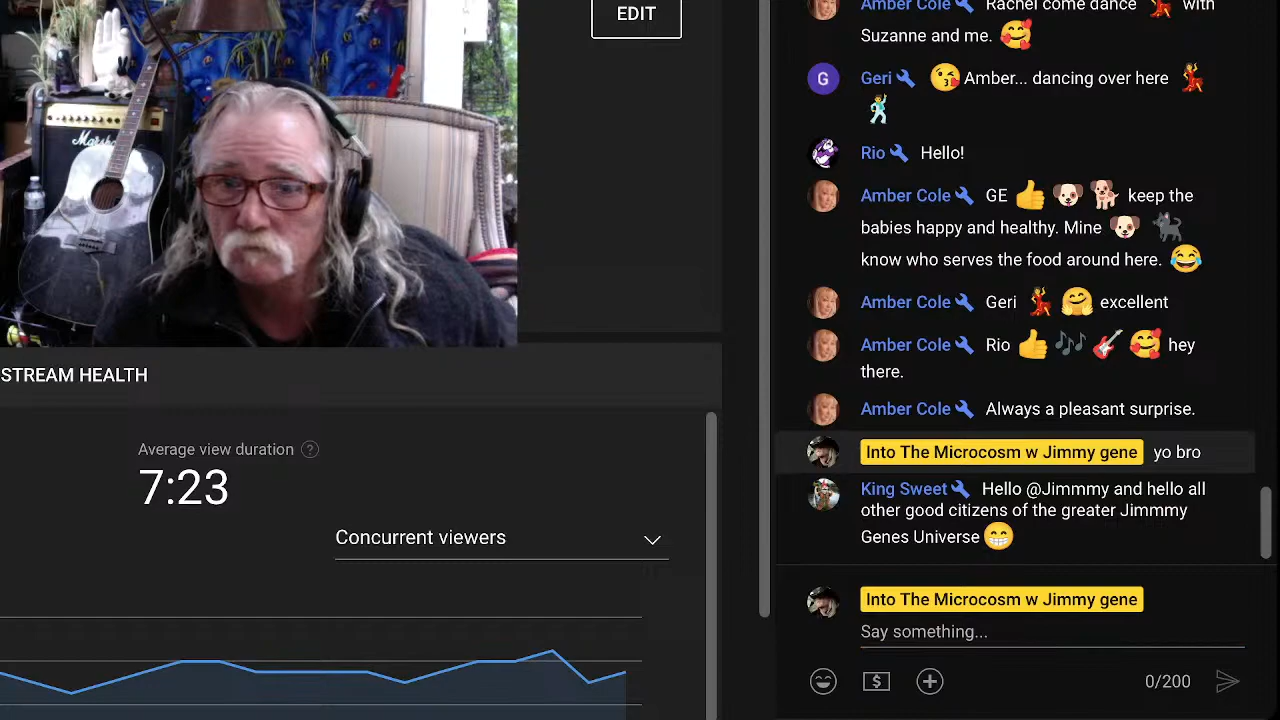 EDIT
Marsh
STREAM HEALTH
Average view duration ?
7:23
Concurrent viewers
Amber Cole Rachel come dance 💃 with
Suzanne and me. 🥰
G Geri 😘Amber... dancing over here 💃
🕺
Rio Hello!
Amber Cole GE 👍🐶🐕 keep the
babies happy and healthy. Mine 🐶🐈‍⬛
know who serves the food around here. 😂
Amber Cole Geri 💃🤗 excellent
Amber Cole Rio 👍🎶🎸🥰 hey
there.
Amber Cole Always a pleasant surprise.
Into The Microcosm w Jimmy gene yo bro
King Sweet Hello @Jimmmy and hello all
other good citizens of the greater Jimmmy
Genes Universe😁
Into The Microcosm w Jimmy gene
Say something...
$ 0/200